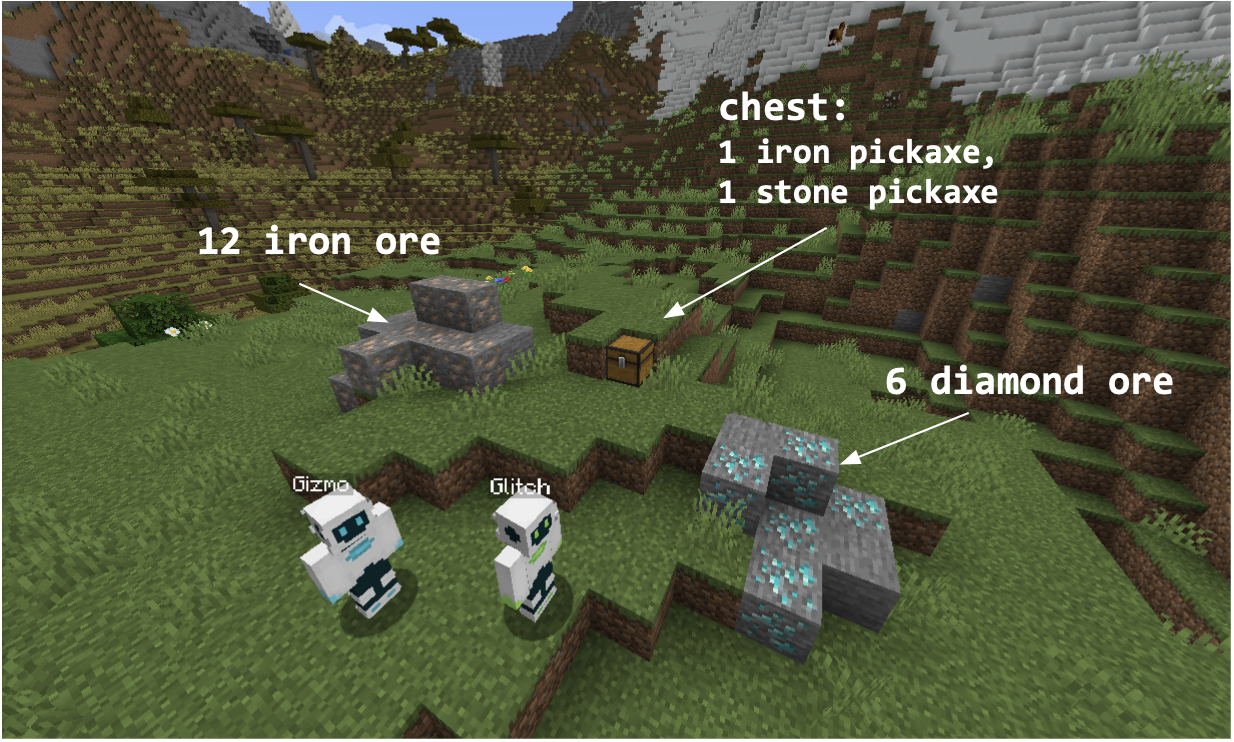 chest:
1 iron pickaxe,
1 stone pickaxe
12 iron ore
6 diamond ore
Gizmo
Glitch